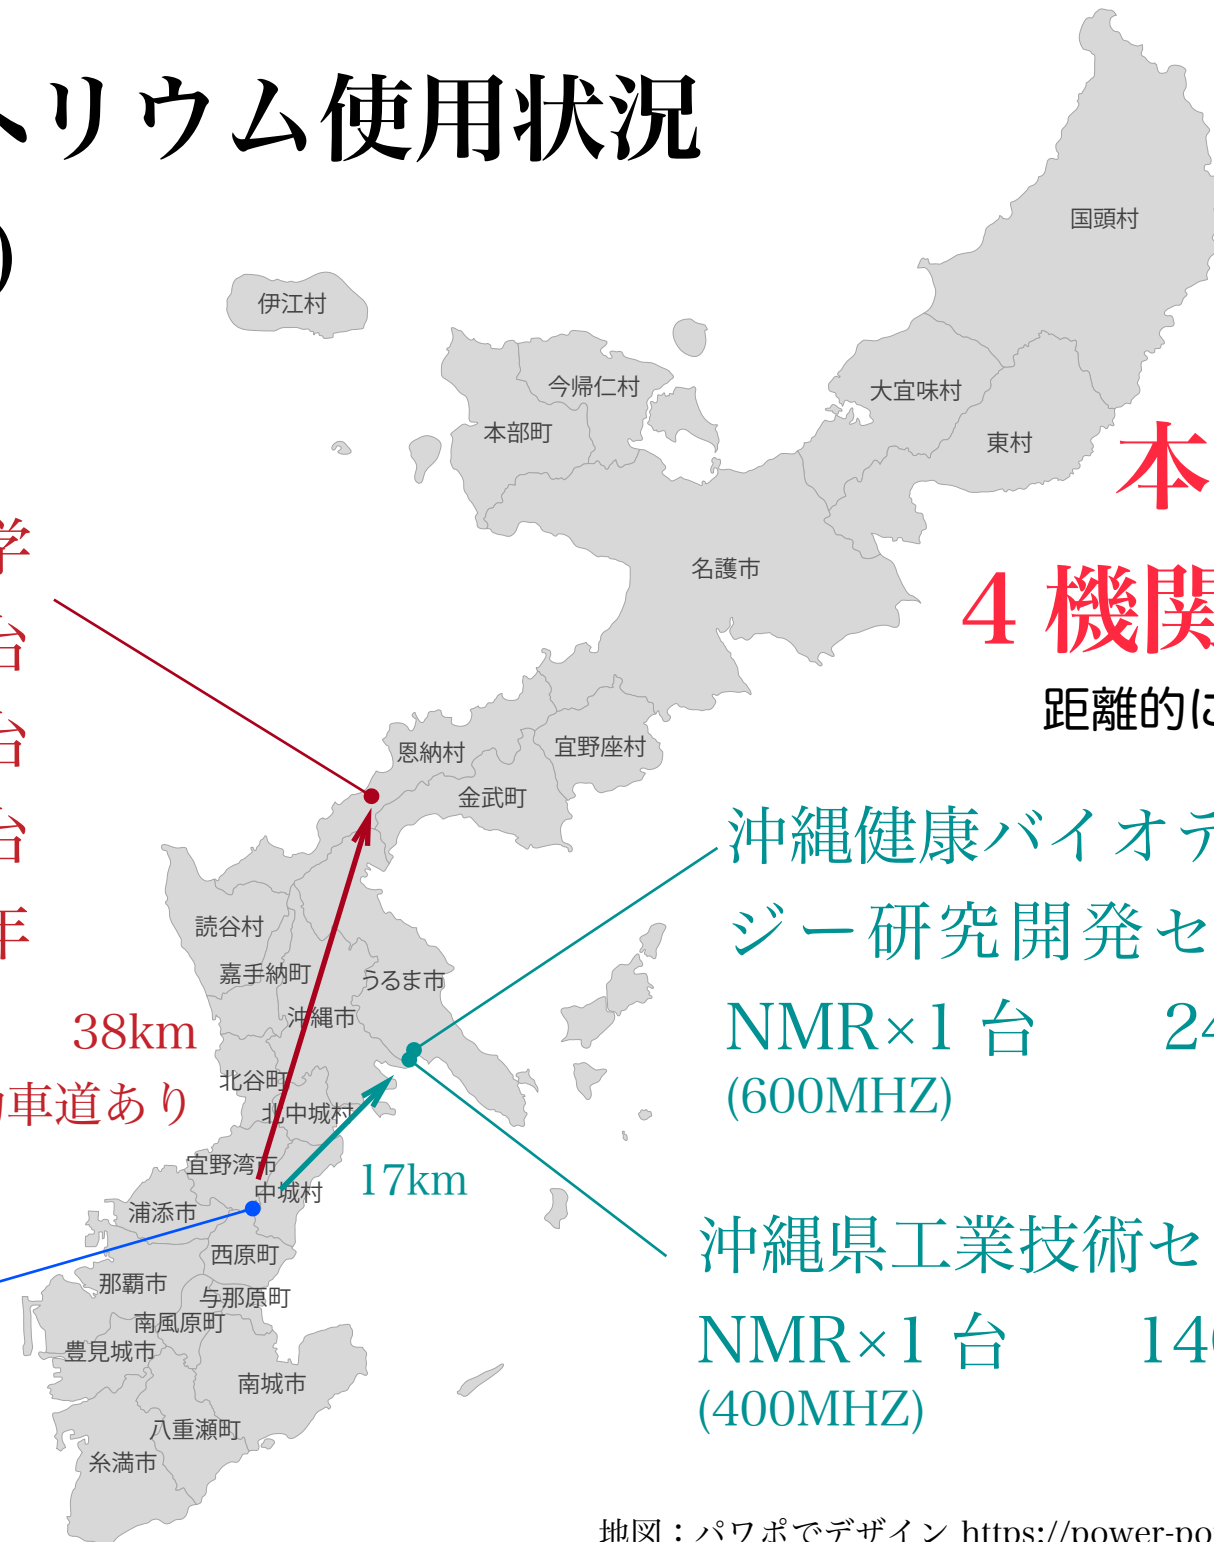 トリウム使用状況
)
国頭村
伊江村
今帰仁村
大宜味村
本部町
東村
本
学
名護市
4 機関
台
距離的に
台
恩納村
宜野座村
金武町
台
沖縄健康バイオテ
年
読谷村
ジー研究開発セ
嘉手納町
うるま市
沖縄市
38km
NMR×1 台 24
北谷町
(600MHZ)
車道あり
北中城村
宜野湾市
17km
中城村
浦添市
西原町
沖縄県工業技術セ
那覇市
与那原町
南風原町
豊見城市
NMR×1 台 140
南城市
(400MHZ)
八重瀬町
糸満市
地図：パワポでデザイン https://power-po